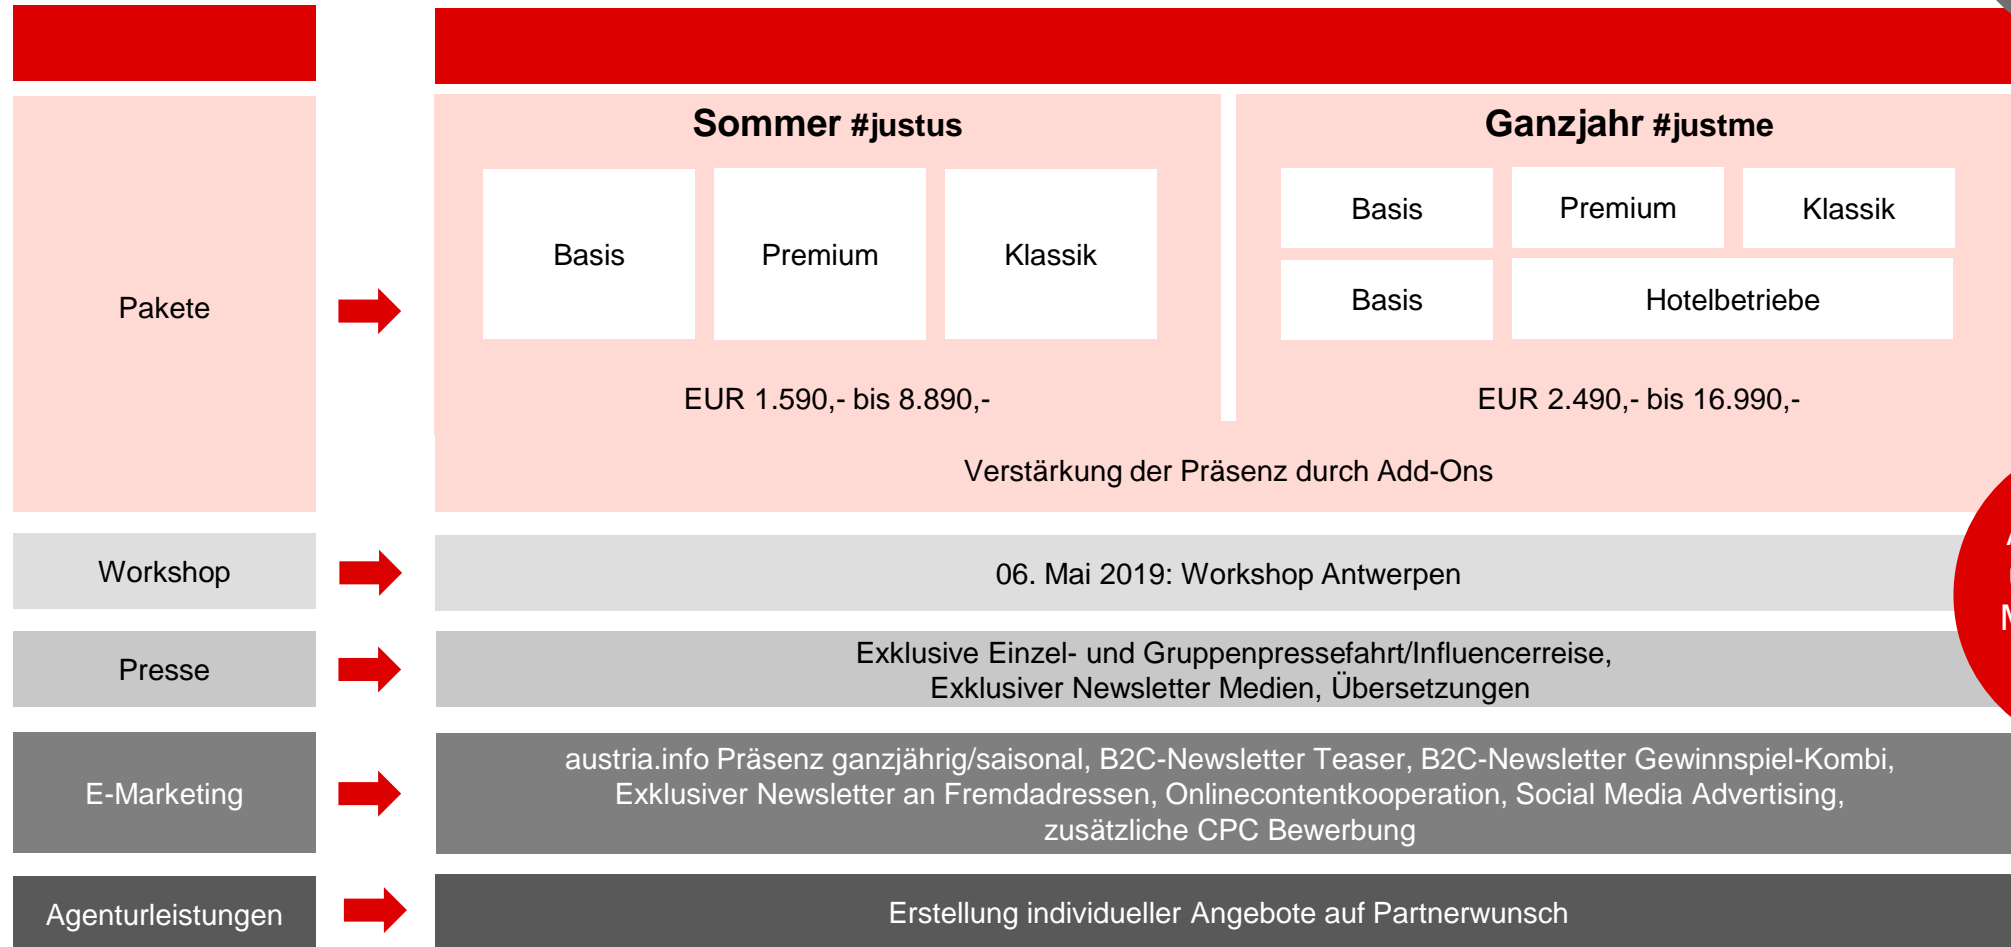 Sommer #justus
Ganzjahr #justme
Basis
Premium
Klassik
Basis
Premium
Klassik
Basis
Hotelbetriebe
Pakete
EUR 1.590,- bis 8.890,-
EUR 2.490,- bis 16.990,-
Verstärkung der Präsenz durch Add-Ons
Workshop
06. Mai 2019: Workshop Antwerpen
Presse
Exklusive Einzel- und Gruppenpressefahrt/Influencerreise,
Exklusiver Newsletter Medien, Übersetzungen
E-Marketing
austria.info Präsenz ganzjährig/saisonal, B2C-Newsletter Teaser, B2C-Newsletter Gewinnspiel-Kombi,
Exklusiver Newsletter an Fremdadressen, Onlinecontentkooperation, Social Media Advertising,
zusätzliche CPC Bewerbung
Agenturleistungen
Erstellung individueller Angebote auf Partnerwunsch